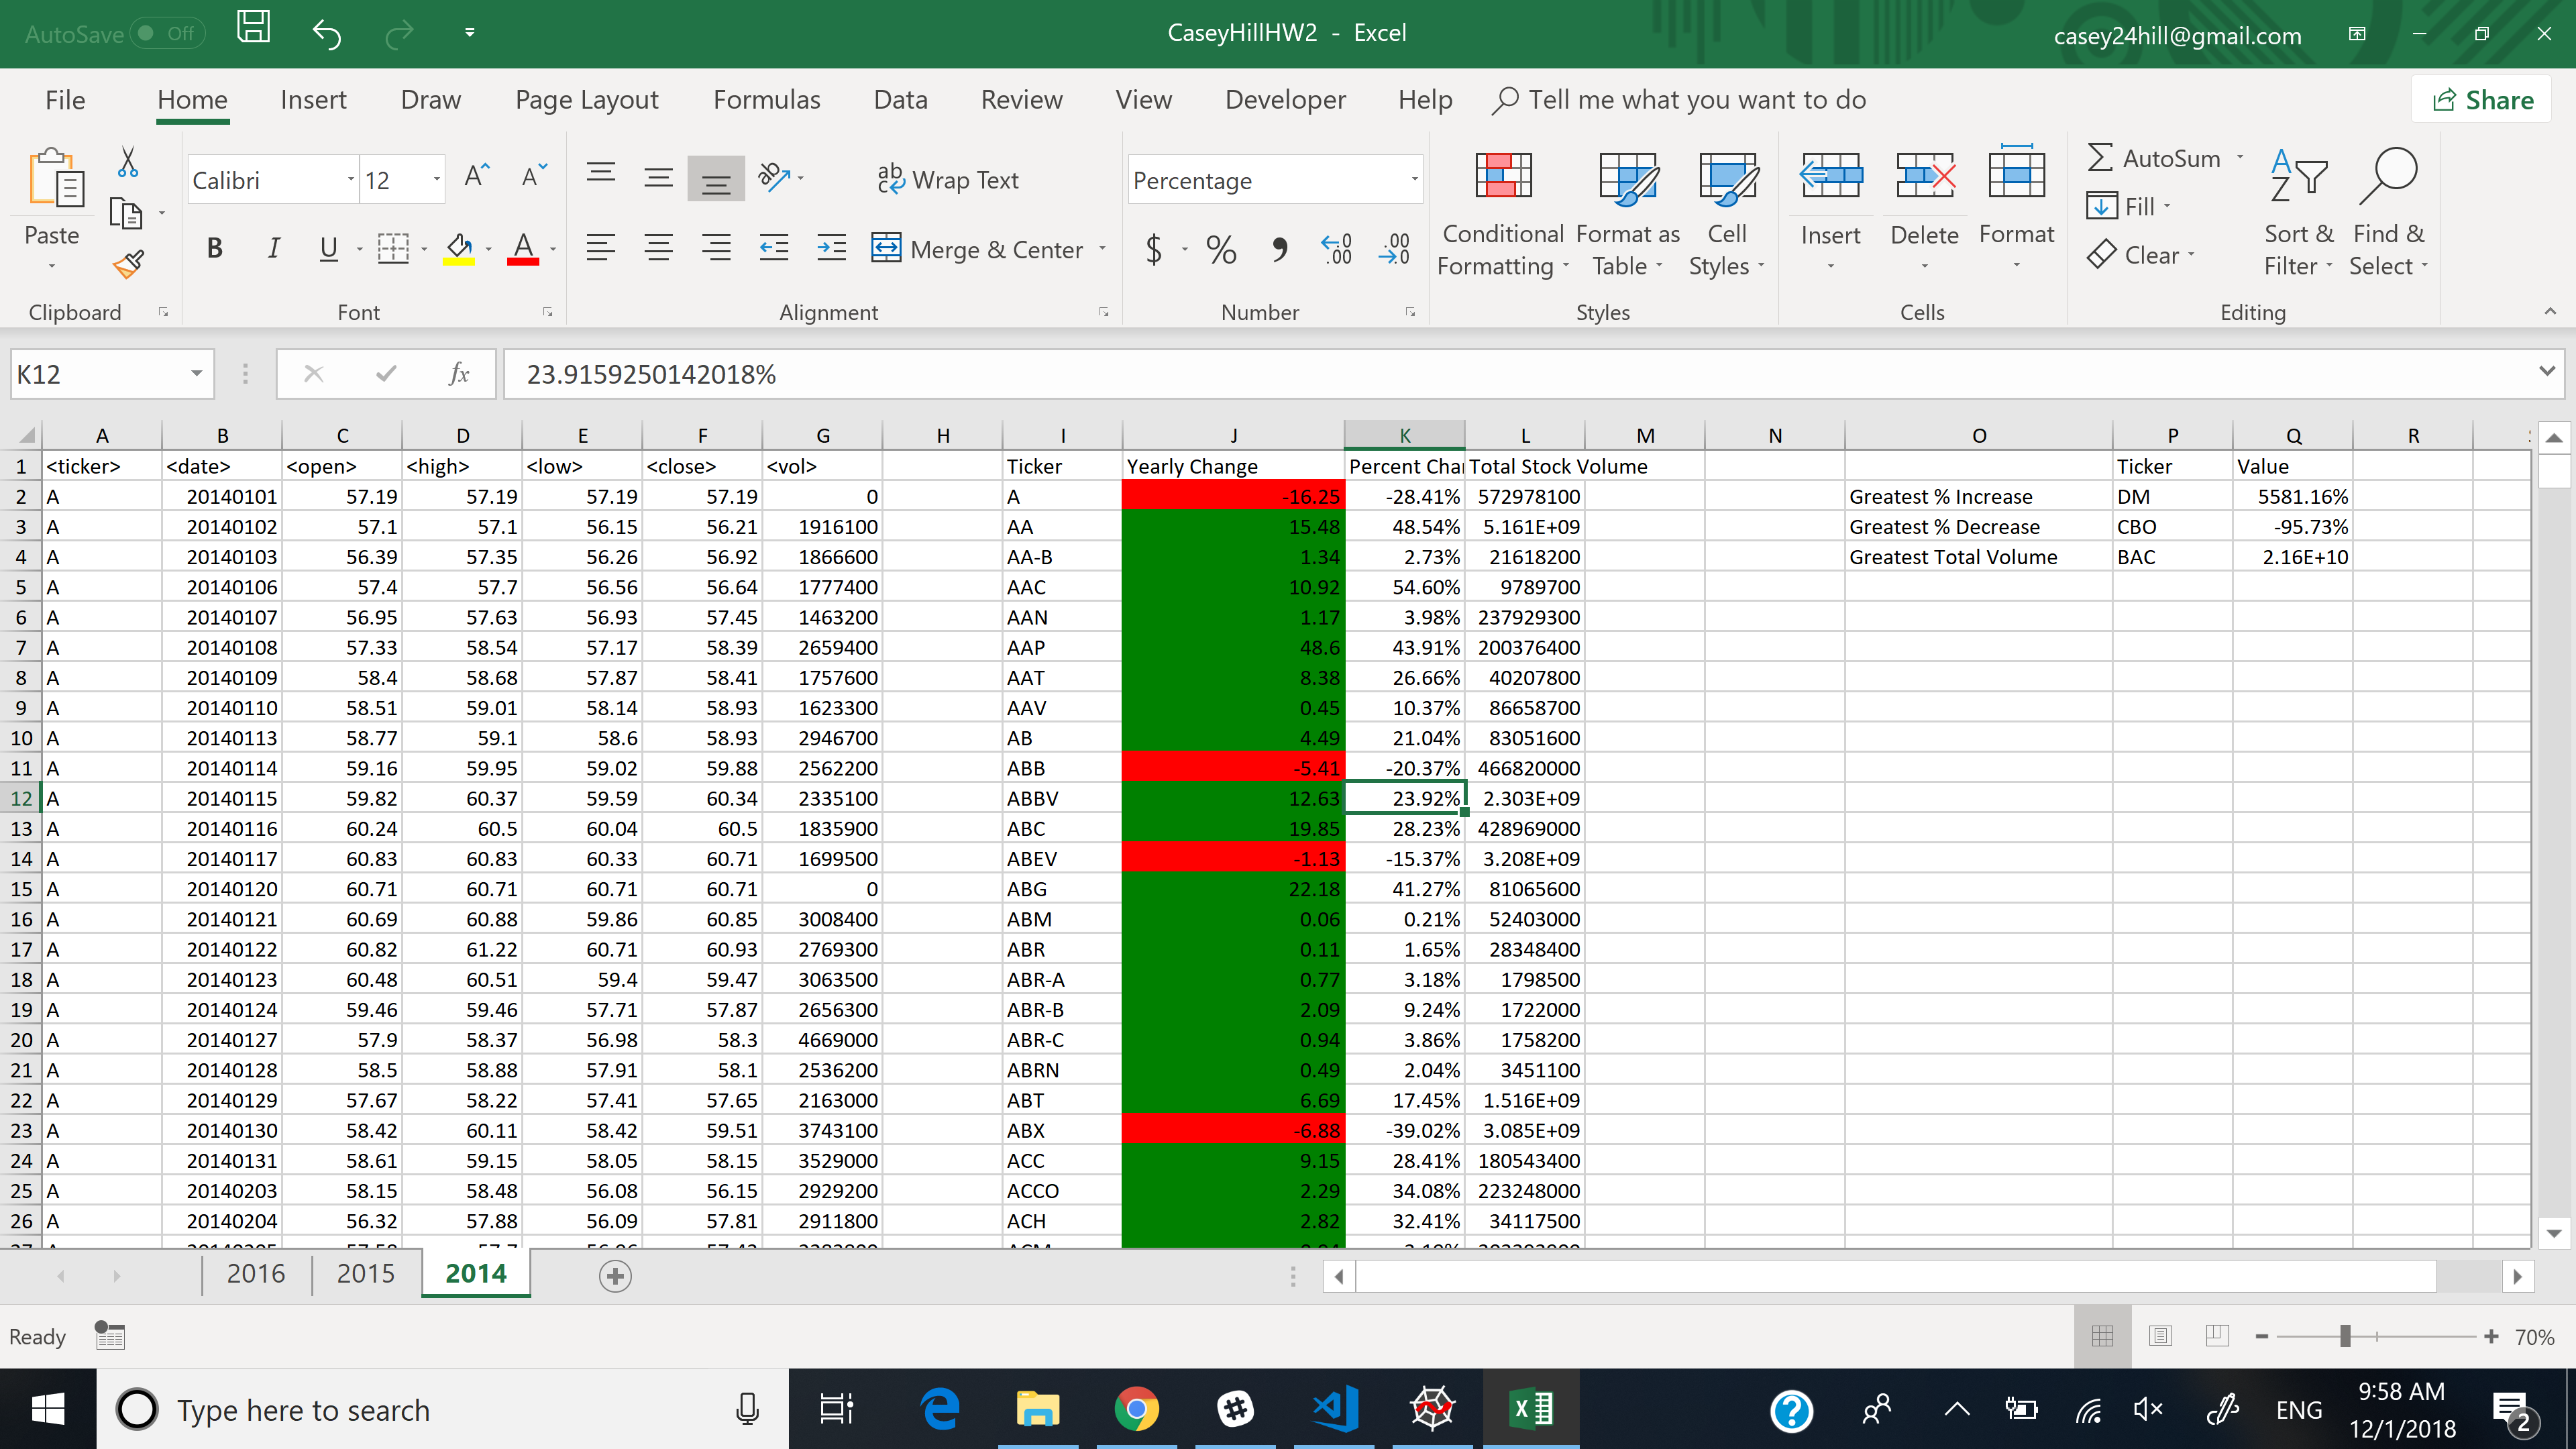 AutoSave Off CaseyHillHW2 - Excel casey24hill@gmail.com
File Home Insert Draw Page Layout Formulas Data Review View Developer Help Tell me what you want to do Share
Paste Calibri 12 Wrap Text Merge & Center Percentage Conditional Formatting Format as Table Cell Styles Insert Delete Format AutoSum Fill Clear Sort & Filter Find & Select
Clipboard Font Alignment Number Styles Cells Editing
K12 fx 23.9159250142018%
A B C D E F G H I J K L M N O P Q R
1 <ticker> <date> <open> <high> <low> <close> <vol> Ticker Yearly Change Percent Chan Total Stock Volume Ticker Value
2 A 20140101 57.19 57.19 57.19 57.19 0 A -16.25 -28.41% 572978100 Greatest % Increase DM 5581.16%
3 A 20140102 57.1 57.1 56.15 56.21 1916100 AA 15.48 48.54% 5.161E+09 Greatest % Decrease CBO -95.73%
4 A 20140103 56.39 57.35 56.26 56.92 1866600 AA-B 1.34 2.73% 21618200 Greatest Total Volume BAC 2.16E+10
5 A 20140106 57.4 57.7 56.56 56.64 1777400 AAC 10.92 54.60% 9789700
6 A 20140107 56.95 57.63 56.93 57.45 1463200 AAN 1.17 3.98% 237929300
7 A 20140108 57.33 58.54 57.17 58.39 2659400 AAP 48.6 43.91% 200376400
8 A 20140109 58.4 58.68 57.87 58.41 1757600 AAT 8.38 26.66% 40207800
9 A 20140110 58.51 59.01 58.14 58.93 1623300 AAV 0.45 10.37% 86658700
10 A 20140113 58.77 59.1 58.6 58.93 2946700 AB 4.49 21.04% 83051600
11 A 20140114 59.16 59.95 59.02 59.88 2562200 ABB -5.41 -20.37% 466820000
12 A 20140115 59.82 60.37 59.59 60.34 2335100 ABBV 12.63 23.92% 2.303E+09
13 A 20140116 60.24 60.5 60.04 60.5 1835900 ABC 19.85 28.23% 428969000
14 A 20140117 60.83 60.83 60.33 60.71 1699500 ABEV -1.13 -15.37% 3.208E+09
15 A 20140120 60.71 60.71 60.71 60.71 0 ABG 22.18 41.27% 81065600
16 A 20140121 60.69 60.88 59.86 60.85 3008400 ABM 0.06 0.21% 52403000
17 A 20140122 60.82 61.22 60.71 60.93 2769300 ABR 0.11 1.65% 28348400
18 A 20140123 60.48 60.51 59.4 59.47 3063500 ABR-A 0.77 3.18% 1798500
19 A 20140124 59.46 59.46 57.71 57.87 2656300 ABR-B 2.09 9.24% 1722000
20 A 20140127 57.9 58.37 56.98 58.3 4669000 ABR-C 0.94 3.86% 1758200
21 A 20140128 58.5 58.88 57.91 58.1 2536200 ABRN 0.49 2.04% 3451100
22 A 20140129 57.67 58.22 57.41 57.65 2163000 ABT 6.69 17.45% 1.516E+09
23 A 20140130 58.42 60.11 58.42 59.51 3743100 ABX -6.88 -39.02% 3.085E+09
24 A 20140131 58.61 59.15 58.05 58.15 3529000 ACC 9.15 28.41% 180543400
25 A 20140203 58.15 58.48 56.08 56.15 2929200 ACCO 2.29 34.08% 223248000
26 A 20140204 56.32 57.88 56.09 57.81 2911800 ACH 2.82 32.41% 34117500
2016 2015 2014
Ready 70%
Type here to search ENG 9:58 AM
12/1/2018 2